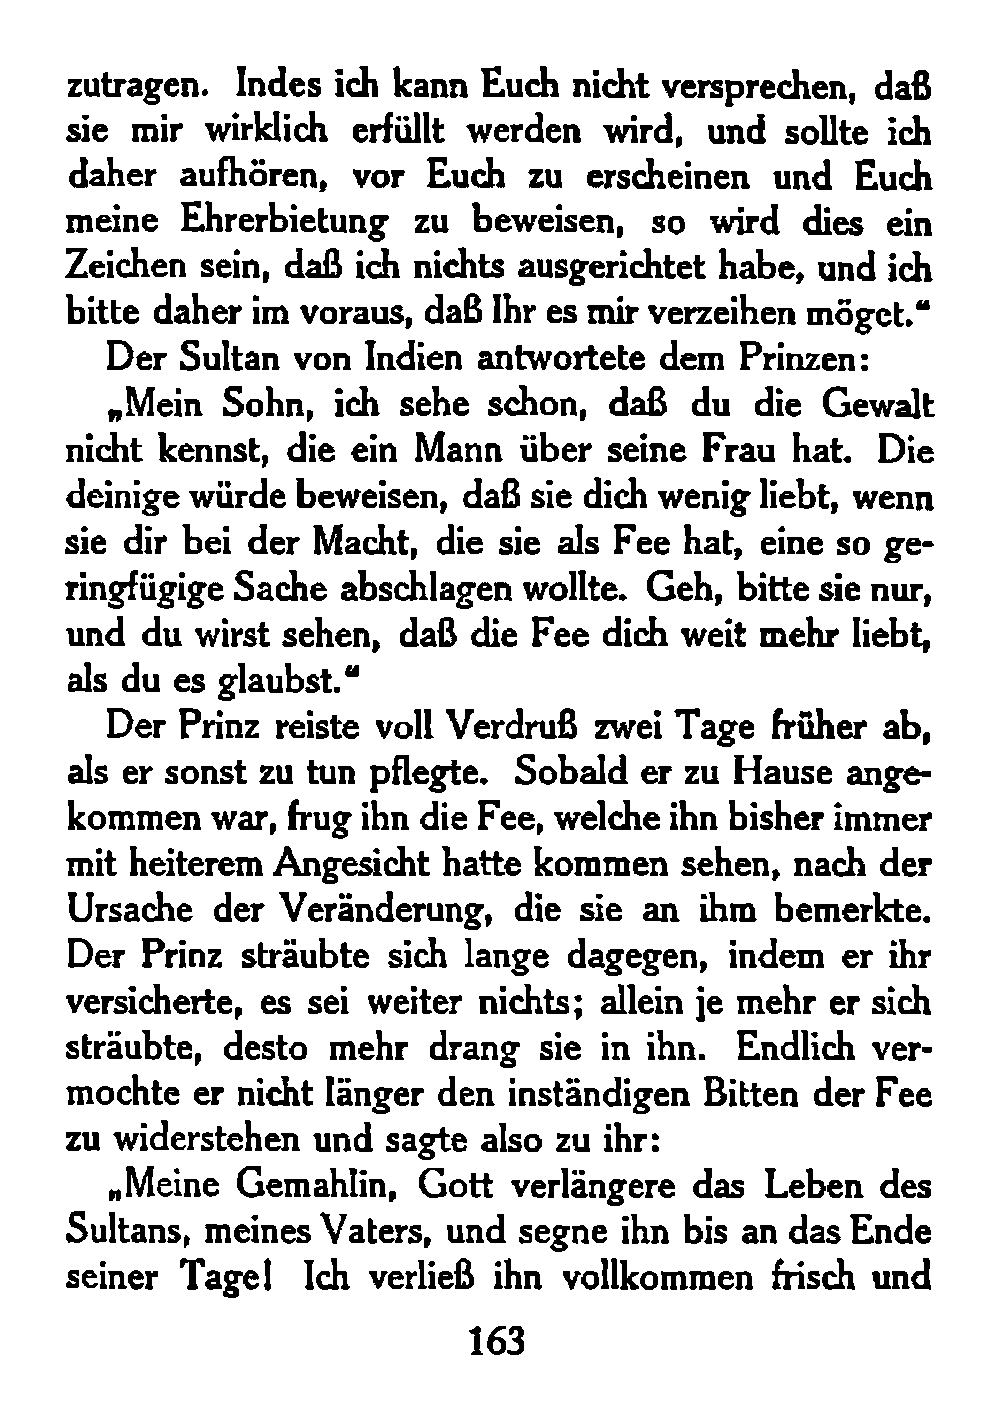 zutragen. Indes ich kann Euch nicht versprechen, daß
sie mir wirklich erfüllt werden wird, und sollte ich
daher aufhören, vor Euch zu erscheinen und Euch
meine Ehrerbietung zu beweisen, so wird dies ein
Zeichen sein, daß ich nichts ausgerichtet habe, und ich
bitte daher im voraus, daß Ihr es mir verzeihen möget.“
Der Sultan von Indien antwortete dem Prinzen:
„Mein Sohn, ich sehe schon, daß du die Gewalt
nicht kennst, die ein Mann über seine Frau hat. Die
deinige würde beweisen, daß sie dich wenig liebt, wenn
sie dir bei der Macht, die sie als Fee hat, eine so ge-
ringfügige Sache abschlagen wollte. Geh, bitte sie nur,
und du wirst sehen, daß die Fee dich weit mehr liebt,
als du es glaubst.“
Der Prinz reiste voll Verdruß zwei Tage früher ab,
als er sonst zu tun pflegte. Sobald er zu Hause ange-
kommen war, frug ihn die Fee, welche ihn bisher immer
mit heiterem Angesicht hatte kommen sehen, nach der
Ursache der Veränderung, die sie an ihm bemerkte.
Der Prinz sträubte sich lange dagegen, indem er ihr
versicherte, es sei weiter nichts; allein je mehr er sich
sträubte, desto mehr drang sie in ihn. Endlich ver-
mochte er nicht länger den inständigen Bitten der Fee
zu widerstehen und sagte also zu ihr:
„Meine Gemahlin, Gott verlängere das Leben des
Sultans, meines Vaters, und segne ihn bis an das Ende
seiner Tage! Ich verließ ihn vollkommen frisch und
163